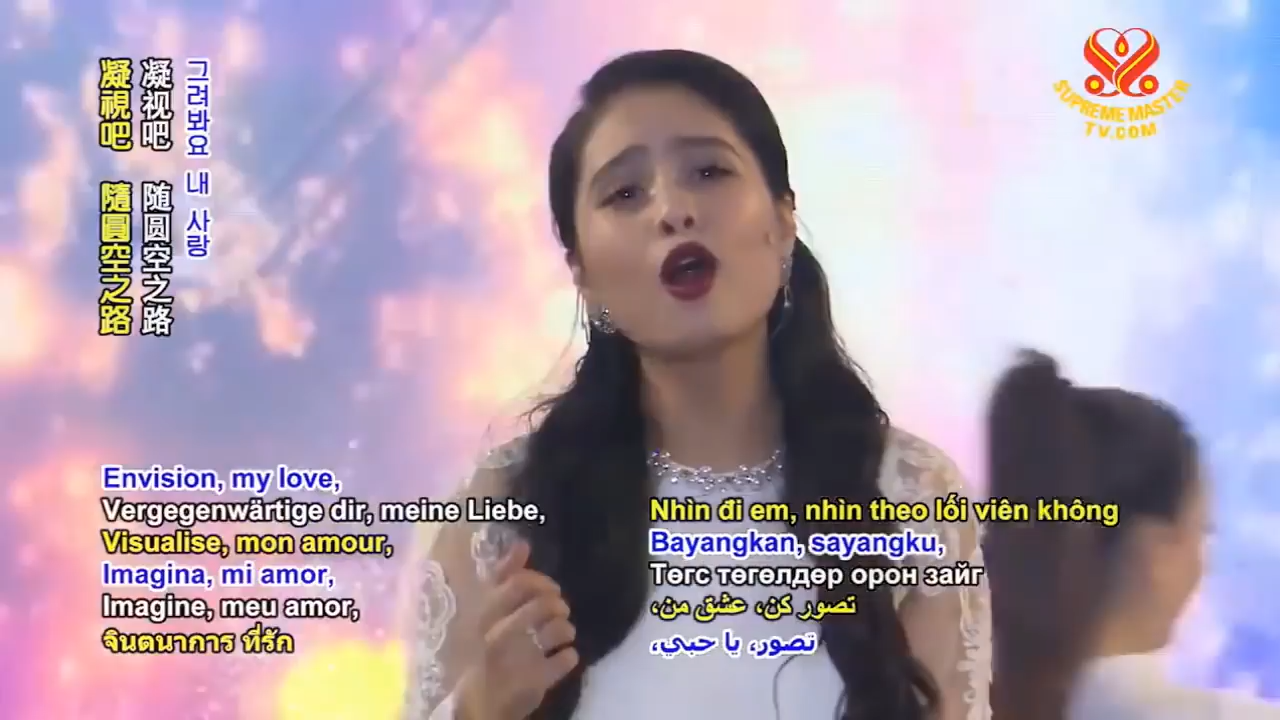 凝視吧 隨圓空之路
凝视吧 随圆空之路
그려봐요 내 사랑
SUPREME MASTER
TV.COM
Envision, my love,
Vergegenwärtige dir, meine Liebe,
Visualise, mon amour,
Imagina, mi amor,
Imagine, meu amor,
จินตนาการ ที่รัก
Nhìn đi em, nhìn theo lối viên không
Bayangkan, sayangku,
Төгс төгөлдөр орон зайг
تصور کن، عشق من،
تصور، يا حبي،